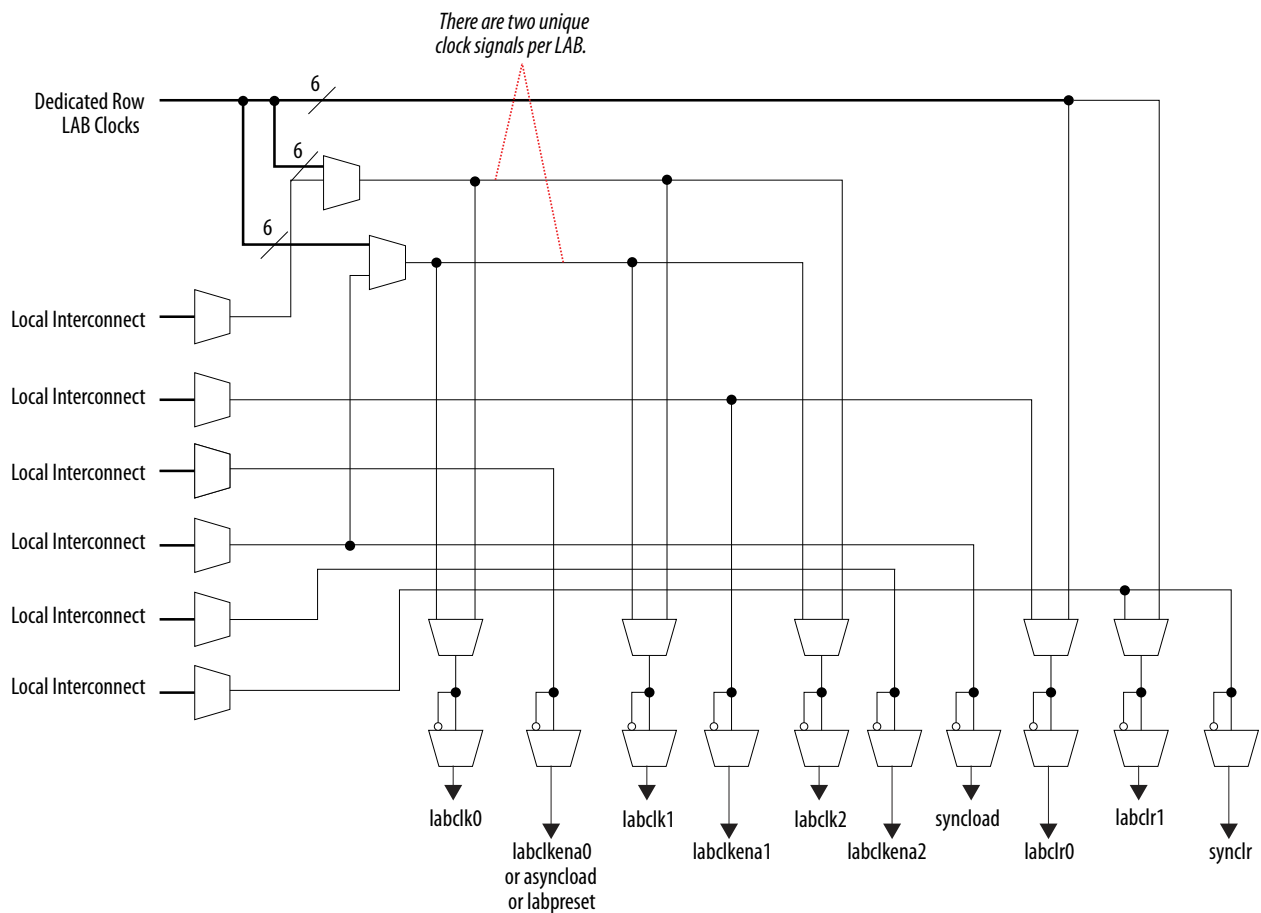 There are two unique
clock signals per LAB.
6
Dedicated Row
LAB Clocks
6
6
Local Interconnect
Local Interconnect
Local Interconnect
Local Interconnect
Local Interconnect
Local Interconnect
labclk0
labclk1
labclk2
syncload
labclr1
labclkena0
or asyncload
or labpreset
labclkena1
labclkena2
labclr0
synclr